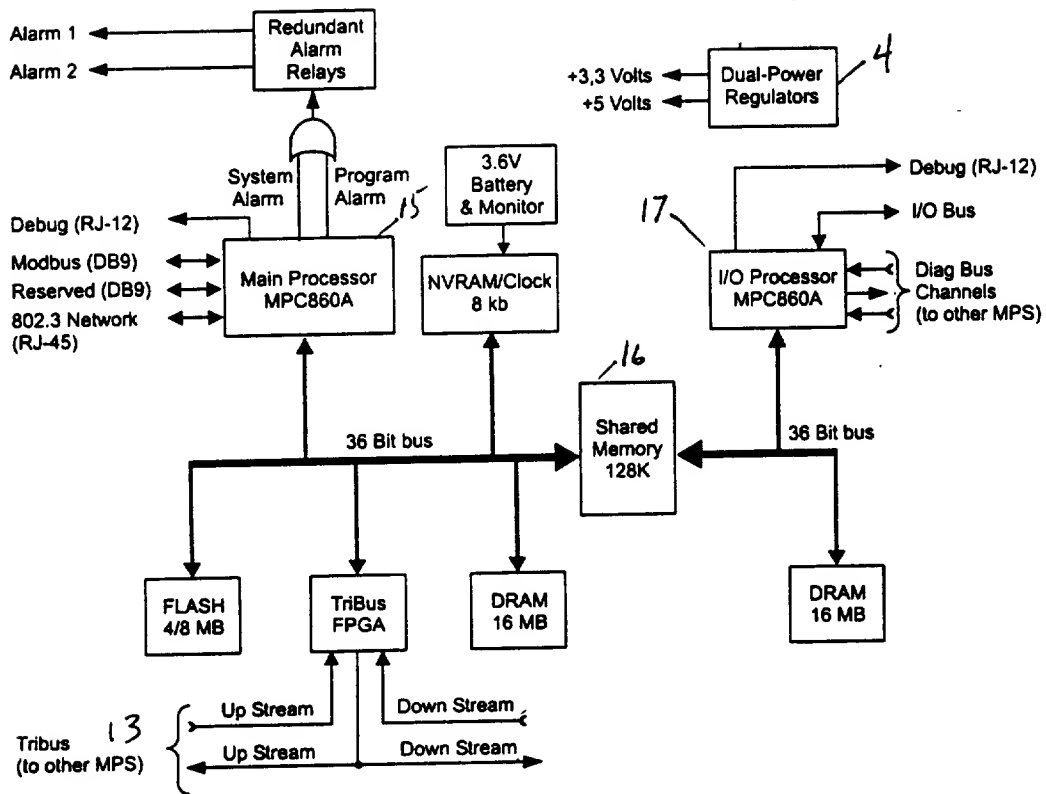 Alarm 1
Alarm 2
Redundant
Alarm
Relays
+3,3 Volts
+5 Volts
Dual-Power
Regulators
4
System
Alarm
Program
Alarm
3.6V
Battery
& Monitor
15
17
Debug (RJ-12)
I/O Bus
Debug (RJ-12)
Modbus (DB9)
Reserved (DB9)
802.3 Network
(RJ-45)
Main Processor
MPC860A
NVRAM/Clock
8 kb
I/O Processor
MPC860A
Diag Bus
Channels
(to other MPS)
16
Shared
Memory
128K
36 Bit bus
36 Bit bus
FLASH
4/8 MB
TriBus
FPGA
DRAM
16 MB
DRAM
16 MB
Up Stream
Down Stream
Tribus
(to other MPS)
13
Up Stream
Down Stream